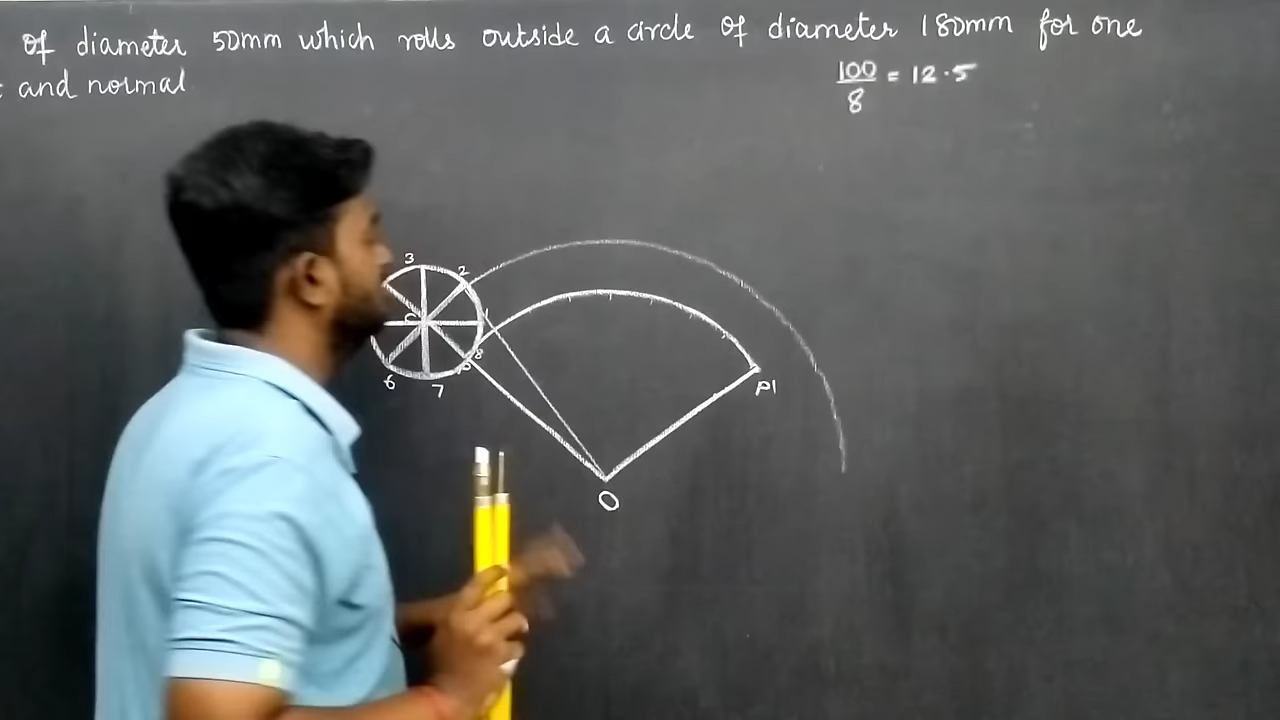 of diameter 50mm which rolls outside a circle of diameter 180mm for one
and normal
100/8 = 12.5
3
2
1
C
8
P
6
7
P1
O